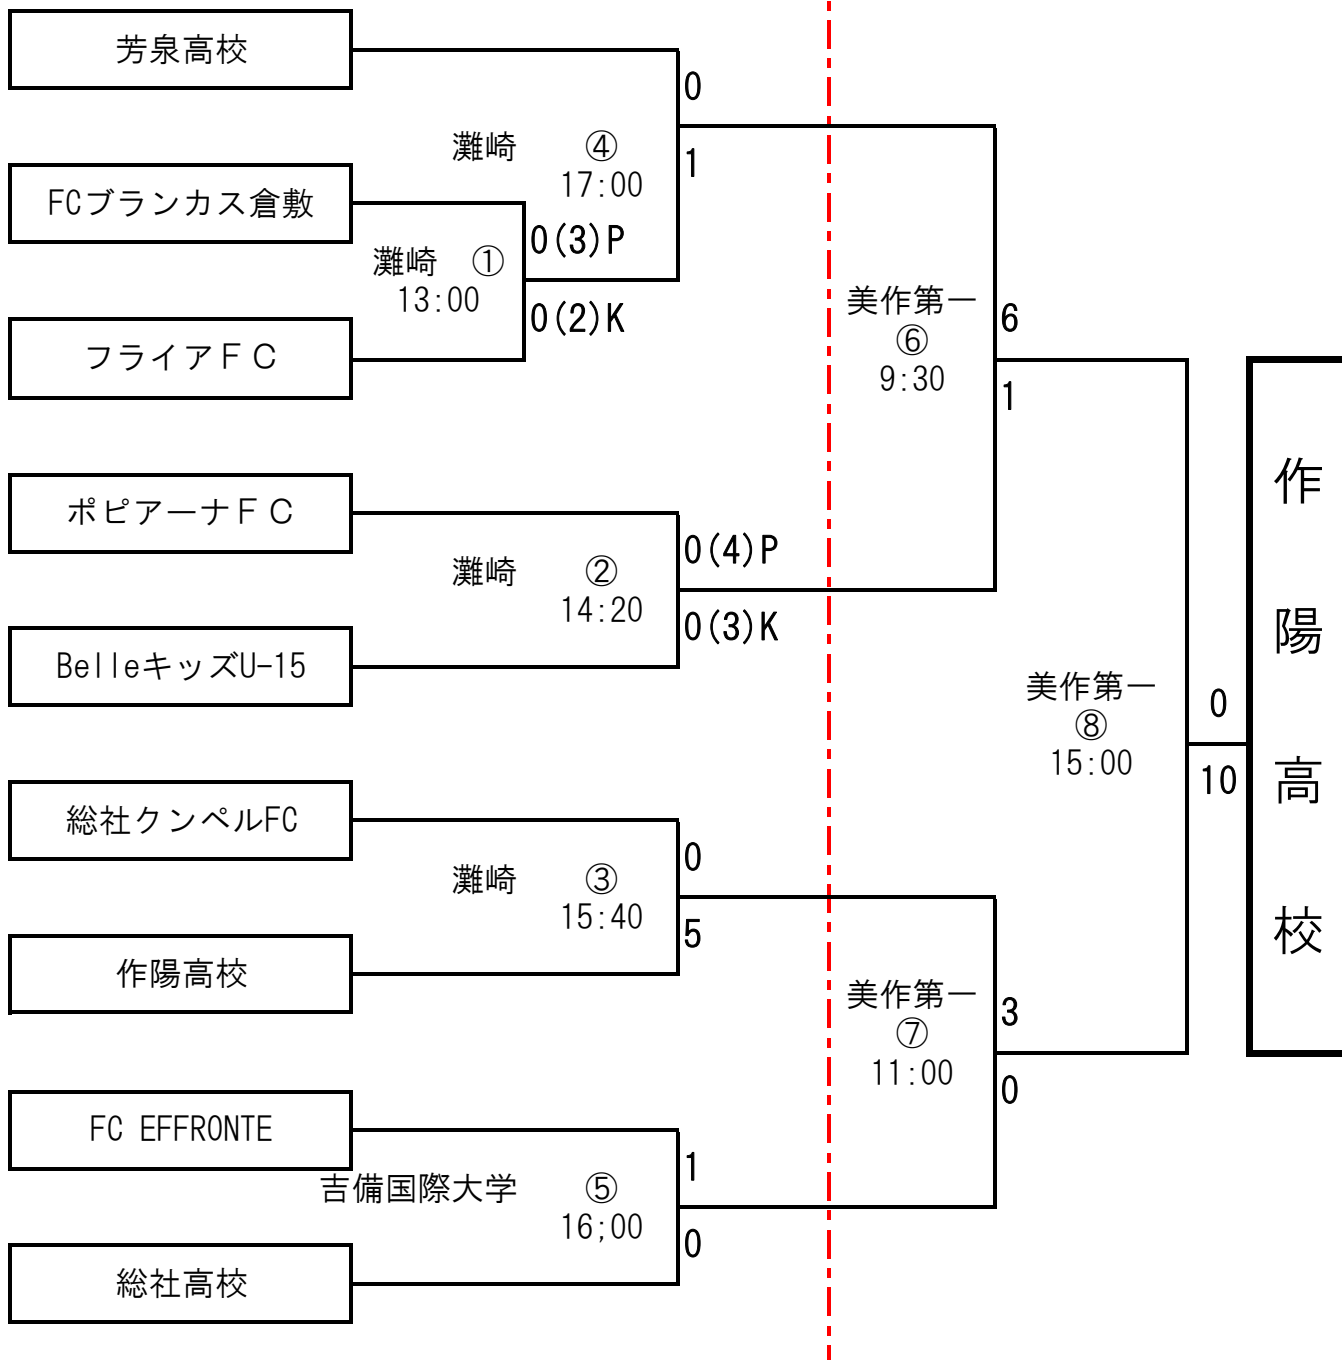 芳泉高校
0
灘崎 ④
17:00
1
FCブランカス倉敷
0(3)P
灘崎 ①
13:00
0(2)K
フライアＦＣ
美作第一
⑥
9:30
6
1
ポピアーナＦＣ
0(4)P
灘崎 ②
14:20
0(3)K
BelleキッズU-15
美作第一
⑧
15:00
0
10
作陽高校
総社クンペルFC
0
灘崎 ③
15:40
5
作陽高校
美作第一
⑦
11:00
3
0
FC EFFRONTE
1
吉備国際大学 ⑤
16;00
0
総社高校